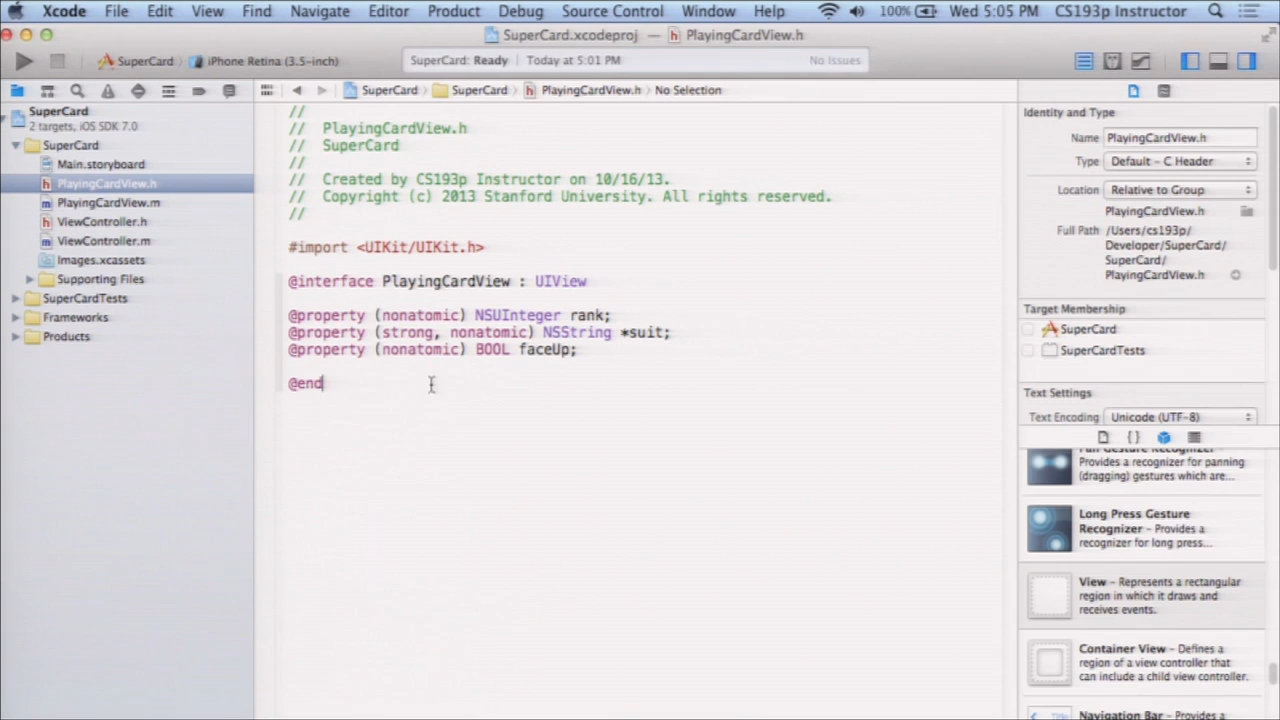 Xcode File Edit View Find Navigate Editor Product Debug Source Control Window Help 100% Wed 5:05 PM CS193p Instructor
SuperCard.xcodeproj — PlayingCardView.h
SuperCard iPhone Retina (3.5-inch)
SuperCard: Ready Today at 5:01 PM No Issues
SuperCard SuperCard PlayingCardView.h No Selection
SuperCard
2 targets, iOS SDK 7.0
SuperCard
Main.storyboard
PlayingCardView.h
PlayingCardView.m
ViewController.h
ViewController.m
Images.xcassets
Supporting Files
SuperCardTests
Frameworks
Products
//
// PlayingCardView.h
// SuperCard
//
// Created by CS193p Instructor on 10/16/13.
// Copyright (c) 2013 Stanford University. All rights reserved.
//
#import <UIKit/UIKit.h>
@interface PlayingCardView : UIView
@property (nonatomic) NSUInteger rank;
@property (strong, nonatomic) NSString *suit;
@property (nonatomic) BOOL faceUp;
@end
Identity and Type
Name PlayingCardView.h
Type Default - C Header
Location Relative to Group
PlayingCardView.h
Full Path /Users/cs193p/
Developer/SuperCard/
SuperCard/
PlayingCardView.h
Target Membership
SuperCard
SuperCardTests
Text Settings
Text Encoding Unicode (UTF-8)
{ }
Pan Gesture Recognizer -
Provides a recognizer for panning
(dragging) gestures which are...
Long Press Gesture
Recognizer - Provides a
recognizer for long press...
View - Represents a rectangular
region in which it draws and
receives events.
Container View - Defines a
region of a view controller that
can include a child view controller.
Title Navigation Bar - Provides a